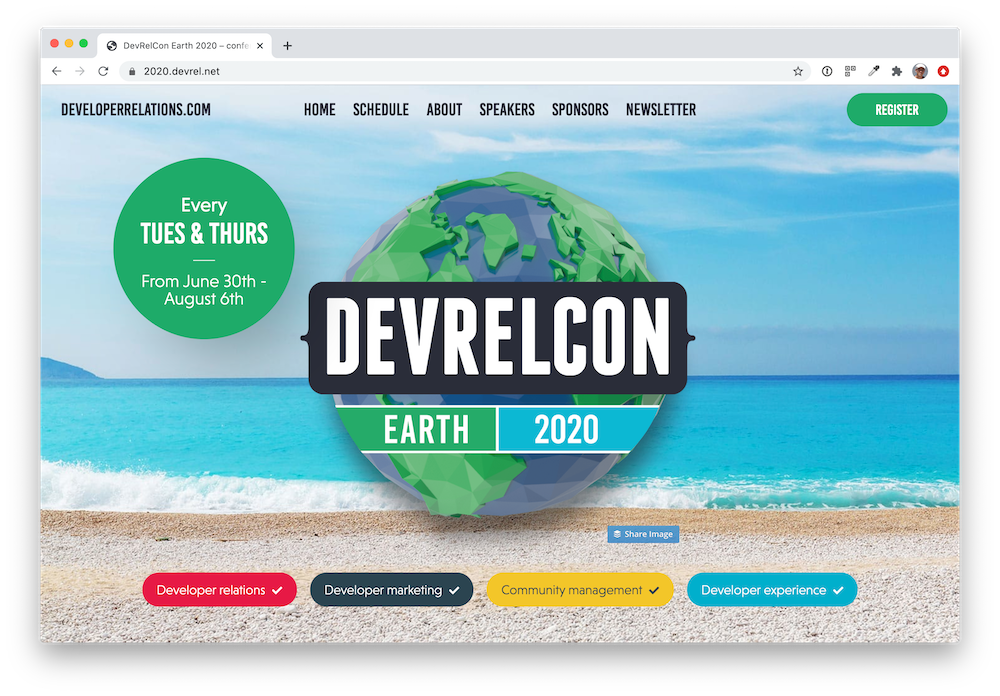 DevRelCon Earth 2020 – confe
2020.devrel.net
DEVELOPERRELATIONS.COM
HOME SCHEDULE ABOUT SPEAKERS SPONSORS NEWSLETTER
REGISTER
Every
TUES & THURS
From June 30th -
August 6th
{DEVRELCON}
EARTH 2020
Share Image
Developer relations
Developer marketing
Community management
Developer experience